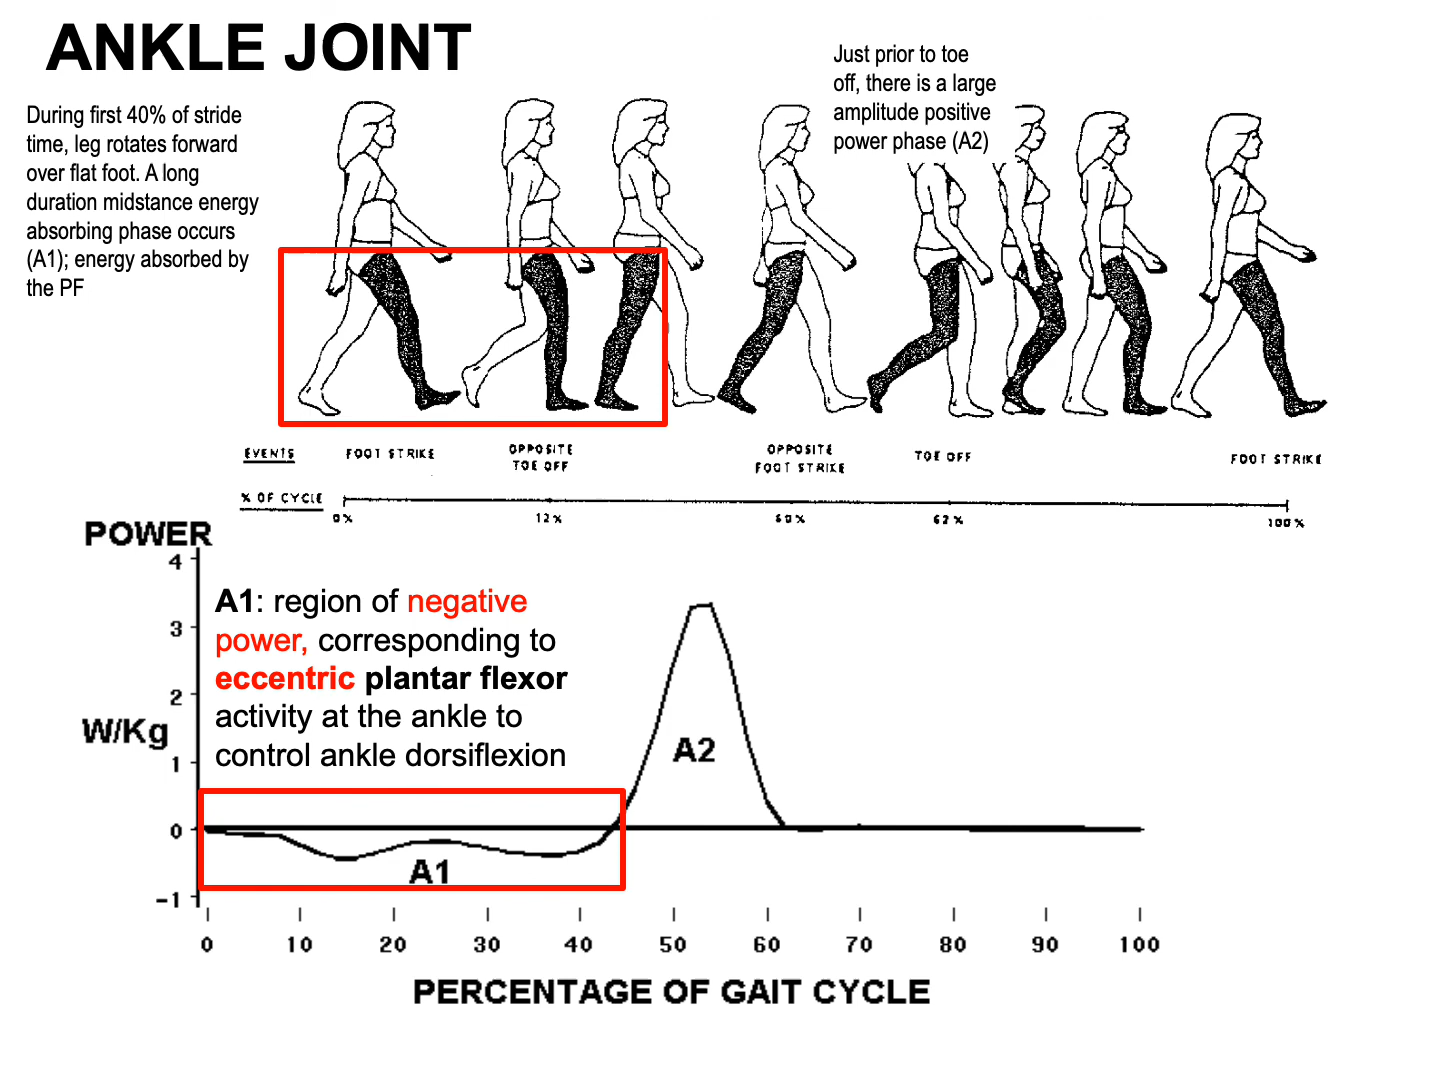 ANKLE JOINT
During first 40% of stride
time, leg rotates forward
over flat foot. A long
duration midstance energy
absorbing phase occurs
(A1); energy absorbed by
the PF
Just prior to toe
off, there is a large
amplitude positive
power phase (A2)
EVENTS
FOOT STRIKE
OPPOSITE
TOE OFF
OPPOSITE
FOOT STRIKE
TOE OFF
FOOT STRIKE
% OF CYCLE
0%
12%
62%
100%
POWER
4
3
2
W/Kg
1
0
-1
A1: region of negative
power, corresponding to
eccentric plantar flexor
activity at the ankle to
control ankle dorsiflexion
A2
A1
0 10 20 30 40 50 60 70 80 90 100
PERCENTAGE OF GAIT CYCLE